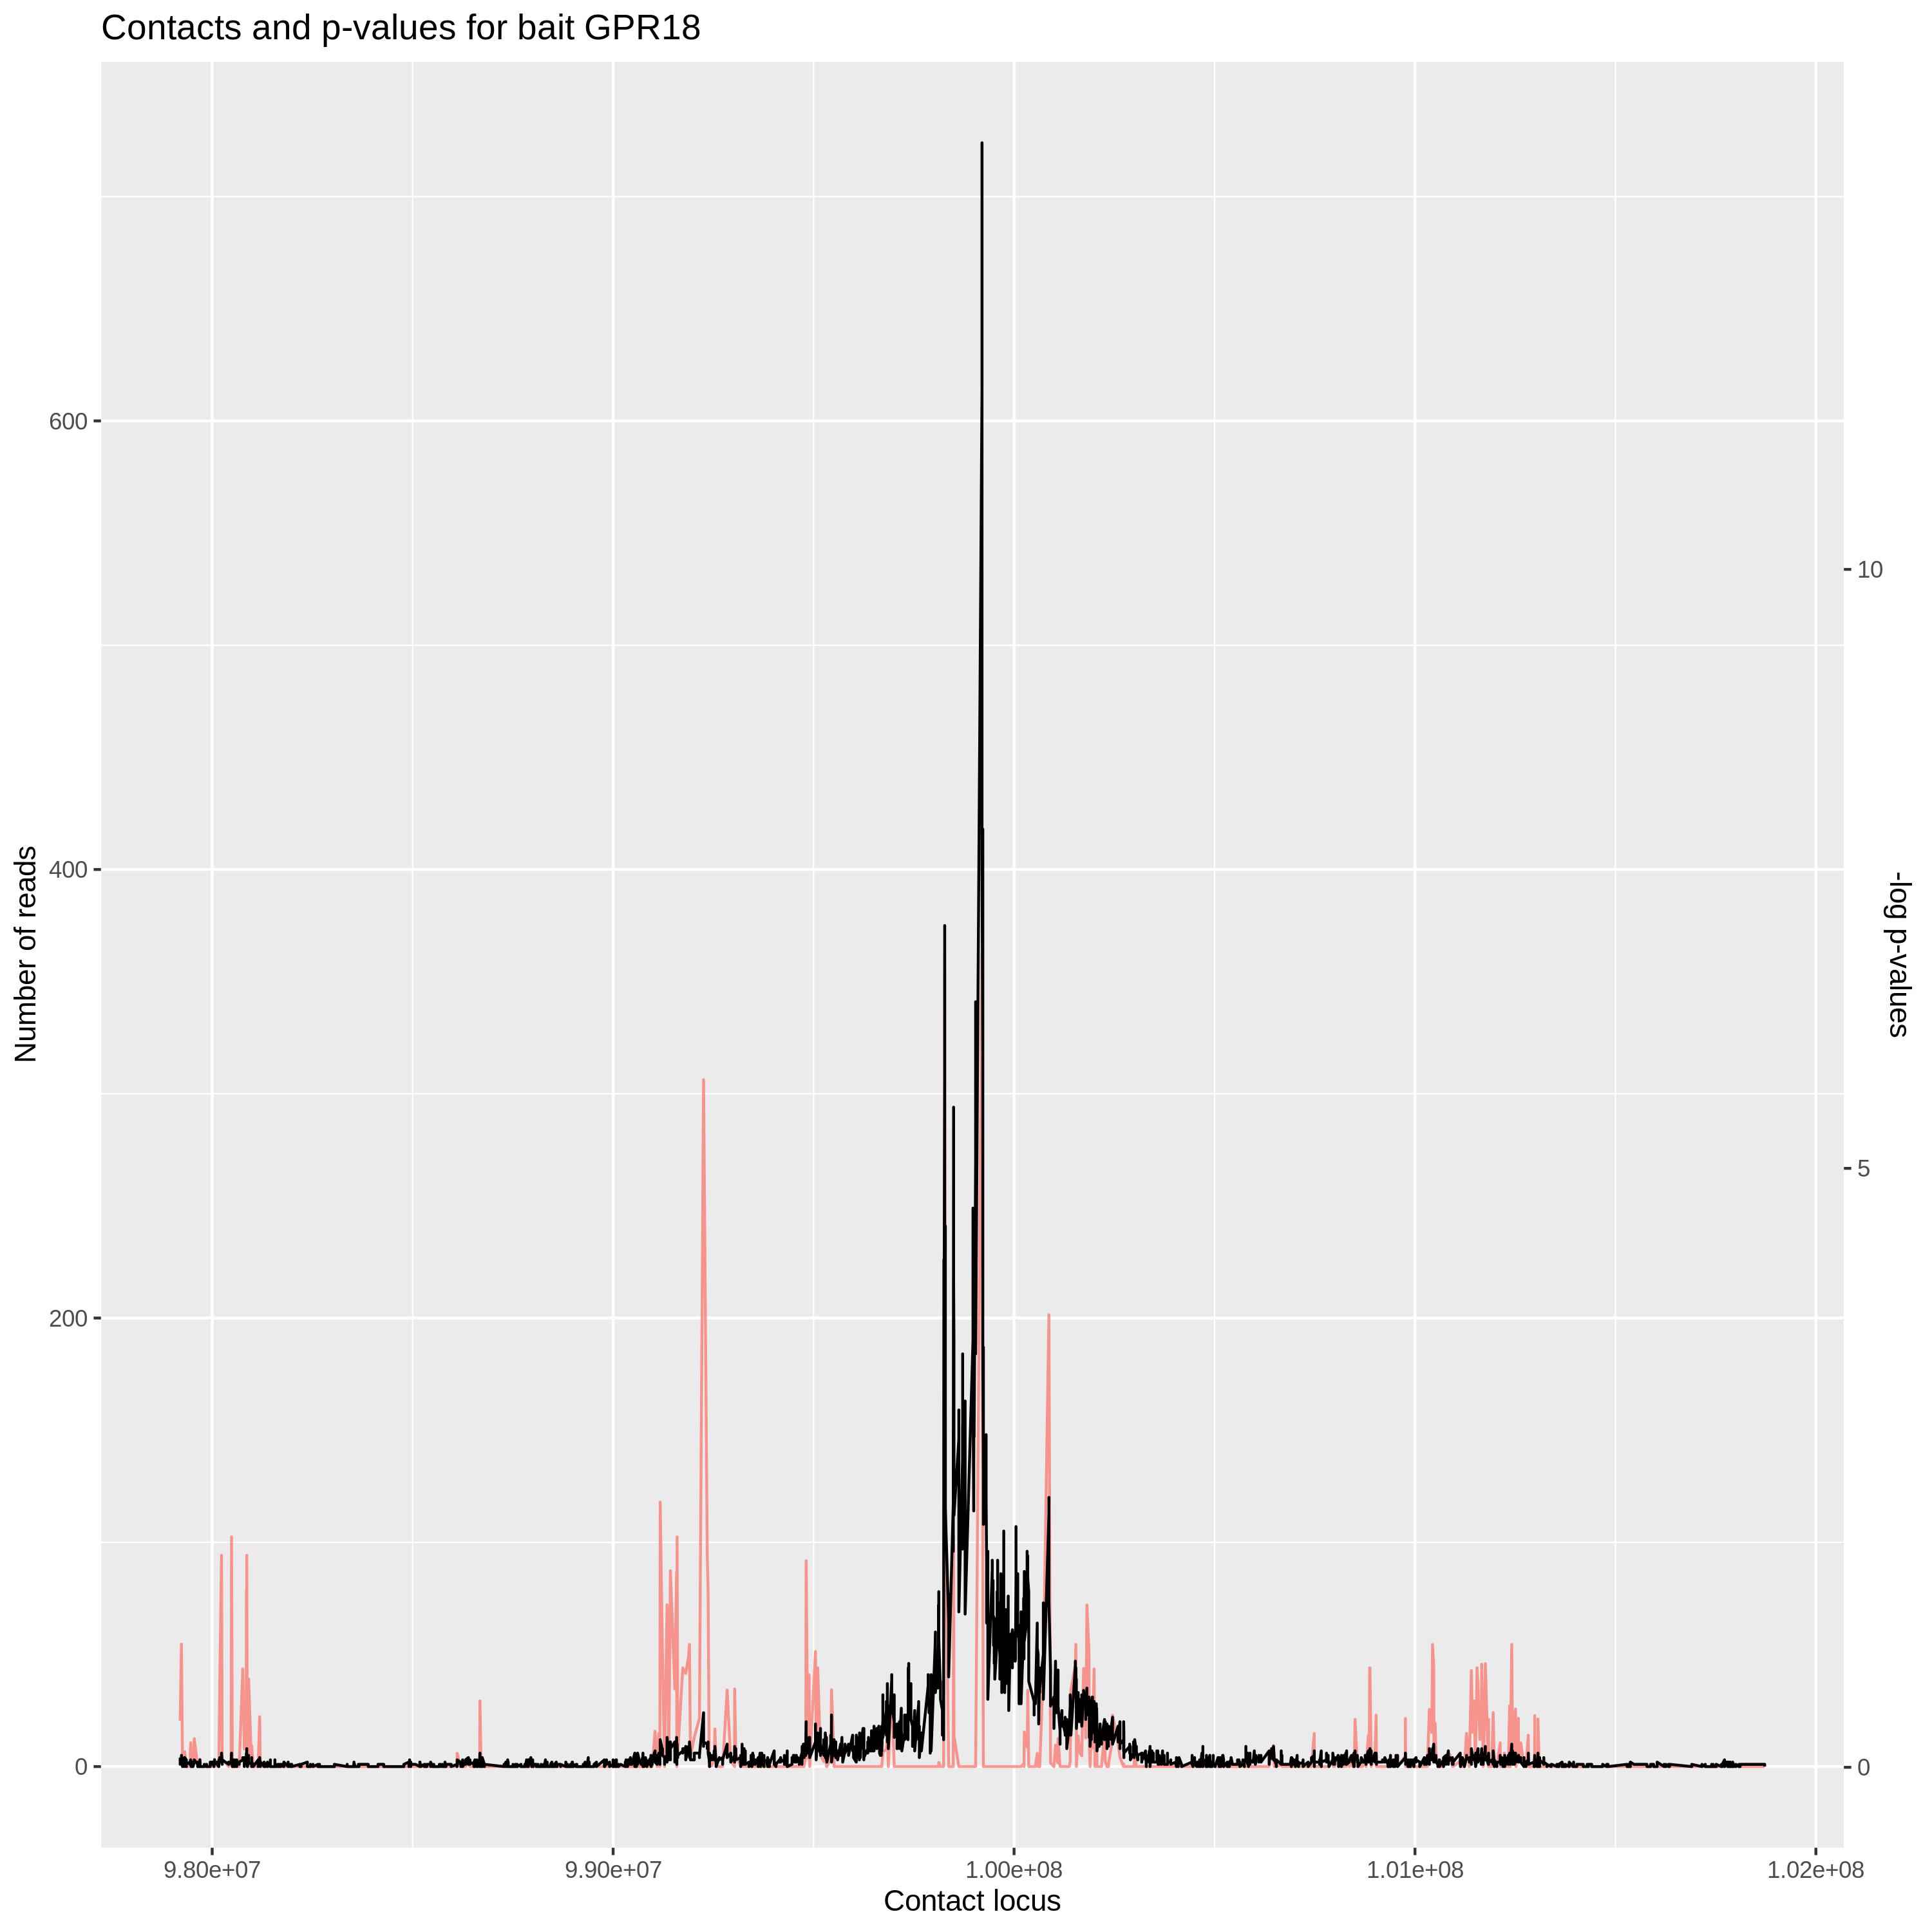 Contacts and p-values for bait GPR18
600
400
200
0
Number of reads
10
5
0
-log p-values
9.80e+07
9.90e+07
1.00e+08
1.01e+08
1.02e+08
Contact locus